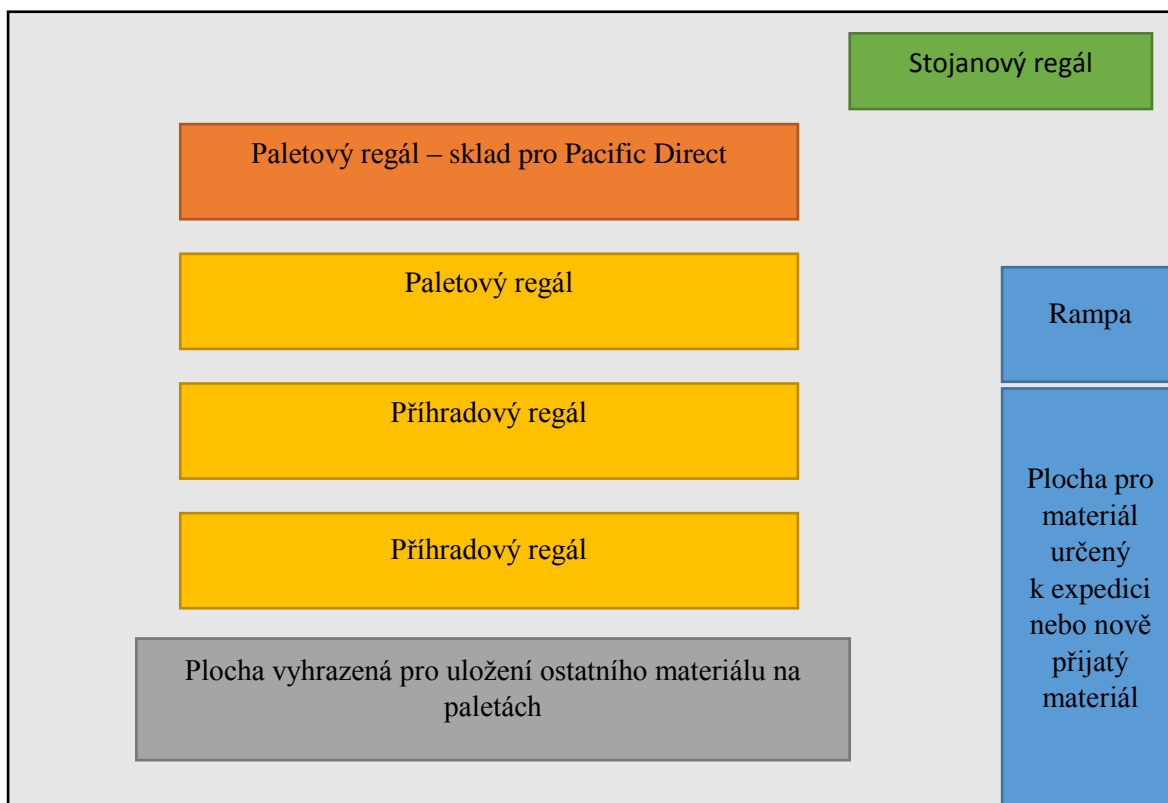 Stojanový regál
Paletový regál – sklad pro Pacific Direct
Paletový regál
Rampa
Příhradový regál
Příhradový regál
Plocha pro
materiál
určený
k expedici
nebo nově
přijatý
materiál
Plocha vyhrazená pro uložení ostatního materiálu na
paletách